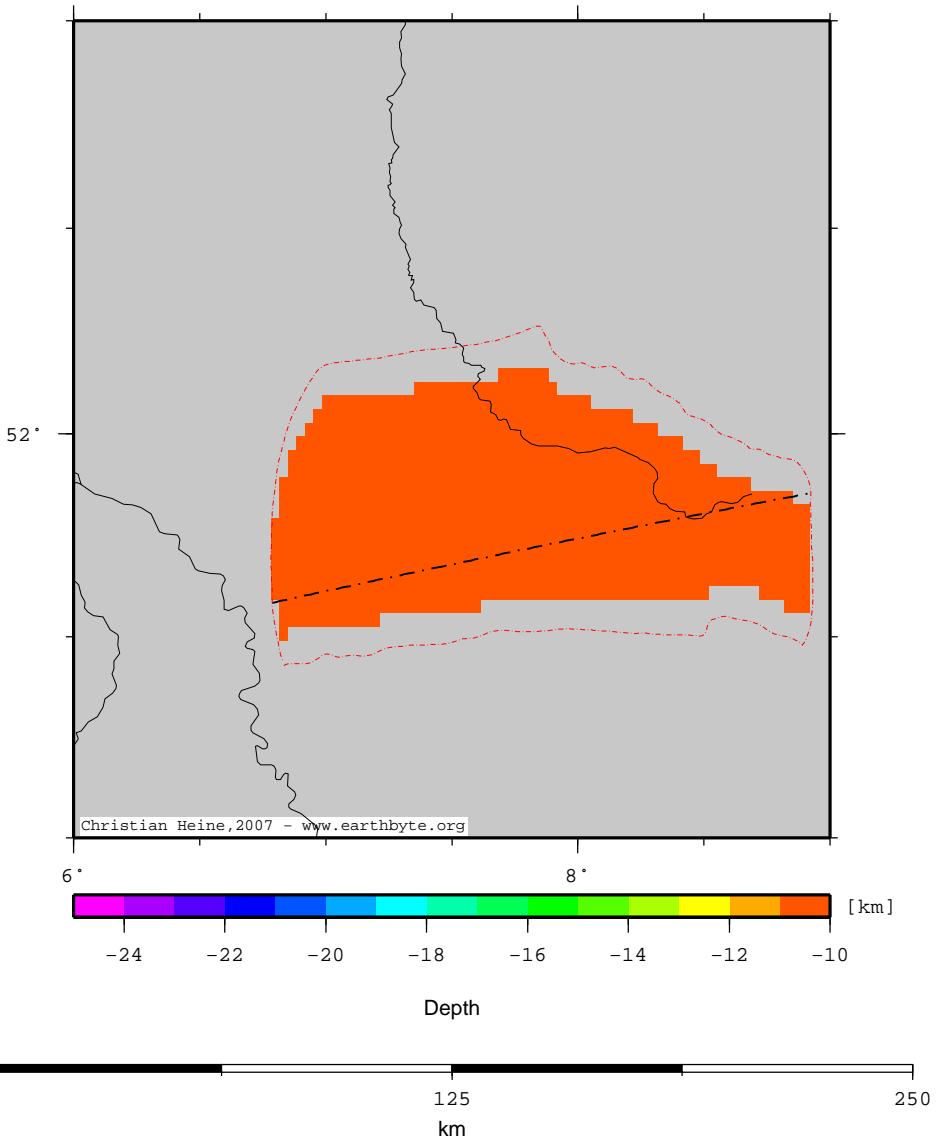 52°
Christian Heine,2007 - www.earthbyte.org
6° 8°
[km]
−24 −22 −20 −18 −16 −14 −12 −10
Depth
125 250
km